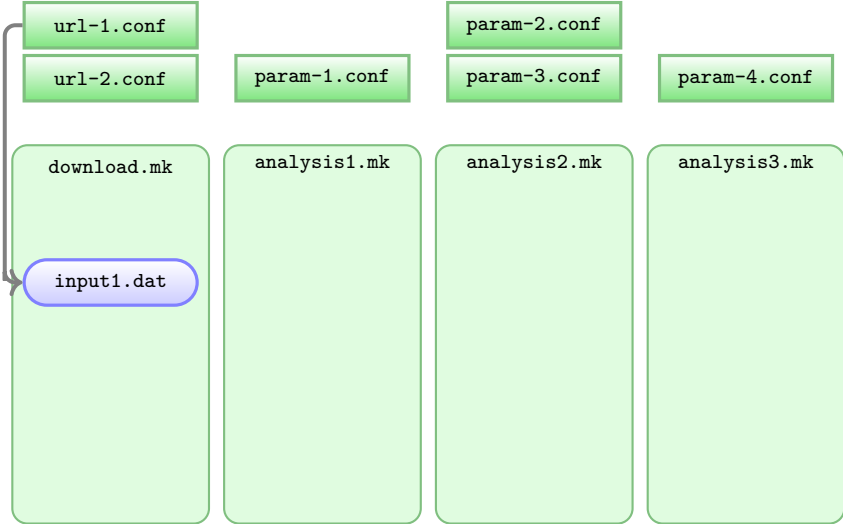 url-1.conf
param-2.conf
url-2.conf
param-1.conf
param-3.conf
param-4.conf
download.mk
analysis1.mk
analysis2.mk
analysis3.mk
input1.dat